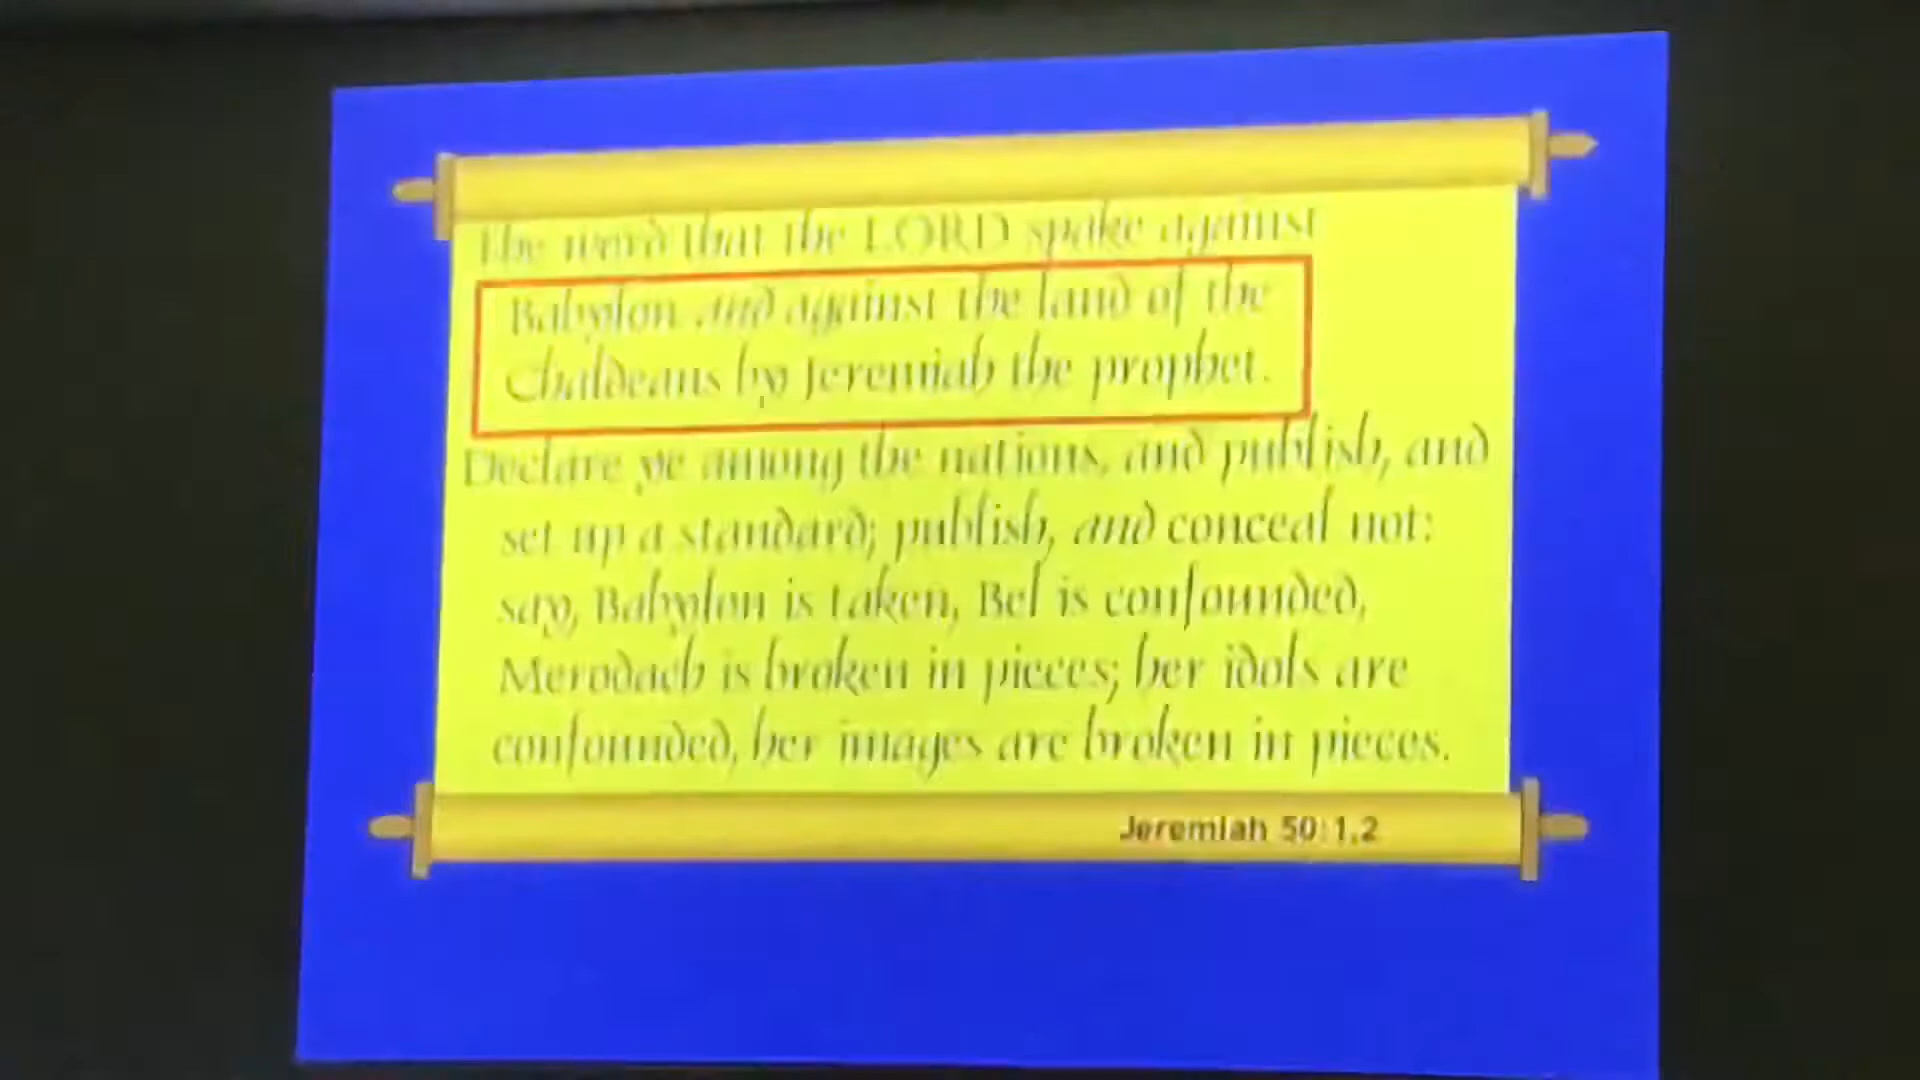 The word that the LORD spake against
Babylon and against the land of the
Chaldeans by Jeremiah the prophet.
Declare ye among the nations, and publish, and
set up a standard; publish, and conceal not:
say, Babylon is taken, Bel is confounded,
Merodach is broken in pieces; her idols are
confounded, her images are broken in pieces.
Jeremiah 50:1,2